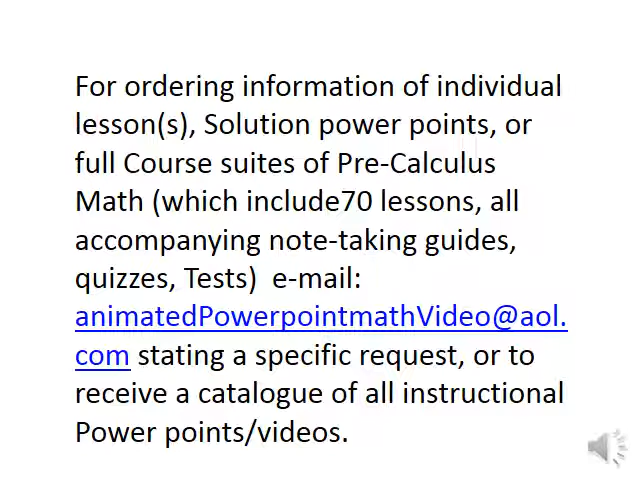 For ordering information of individual
lesson(s), Solution power points, or
full Course suites of Pre-Calculus
Math (which include70 lessons, all
accompanying note-taking guides,
quizzes, Tests)  e-mail:
animatedPowerpointmathVideo@aol.
com stating a specific request, or to
receive a catalogue of all instructional
Power points/videos.